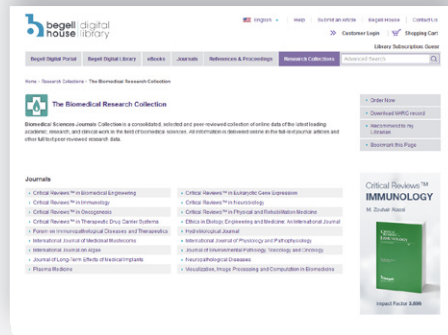 begell digital
house library
English Help Submit an Article Begell House Contact Us
Customer Login Shopping Cart
Library Subscription: Guest
Begell Digital Portal Begell Digital Library eBooks Journals References & Proceedings Research Collections Advanced Search
Home Research Collections The Biomedical Research Collection
The Biomedical Research Collection
Biomedical Sciences Journals Collection is a consolidated, selected and peer-reviewed collection of online data of the latest leading
academic, research, and clinical work in the field of biomedical sciences. All information is delivered online in the full-text journal articles and
other full text peer reviewed research data.
Order Now
Download MARC record
Recommend to my
Libraries
Bookmark this Page
Journals
Critical Reviews™ in Biomedical Engineering
Critical Reviews™ in Eukaryotic Gene Expression
Critical Reviews™ in Immunology
Critical Reviews™ in Neurobiology
Critical Reviews™ in Oncogenesis
Critical Reviews™ in Physical and Rehabilitation Medicine
Critical Reviews™ in Therapeutic Drug Carrier Systems
Ethics in Biology, Engineering and Medicine: An International Journal
Forum on Immunopathological Diseases and Therapeutics
Hydrobiological Journal
International Journal of Medicinal Mushrooms
International Journal of Physiology and Pathophysiology
International Journal on Algae
Journal of Environmental Pathology, Toxicology and Oncology
Journal of Long-Term Effects of Medical Implants
Neuropathological Diseases
Plasma Medicine
Visualization, Image Processing and Computation in Biomedicine
Critical Reviews™
IMMUNOLOGY
M. Zouhair Atassi
IMMUNOLOGY
Impact Factor